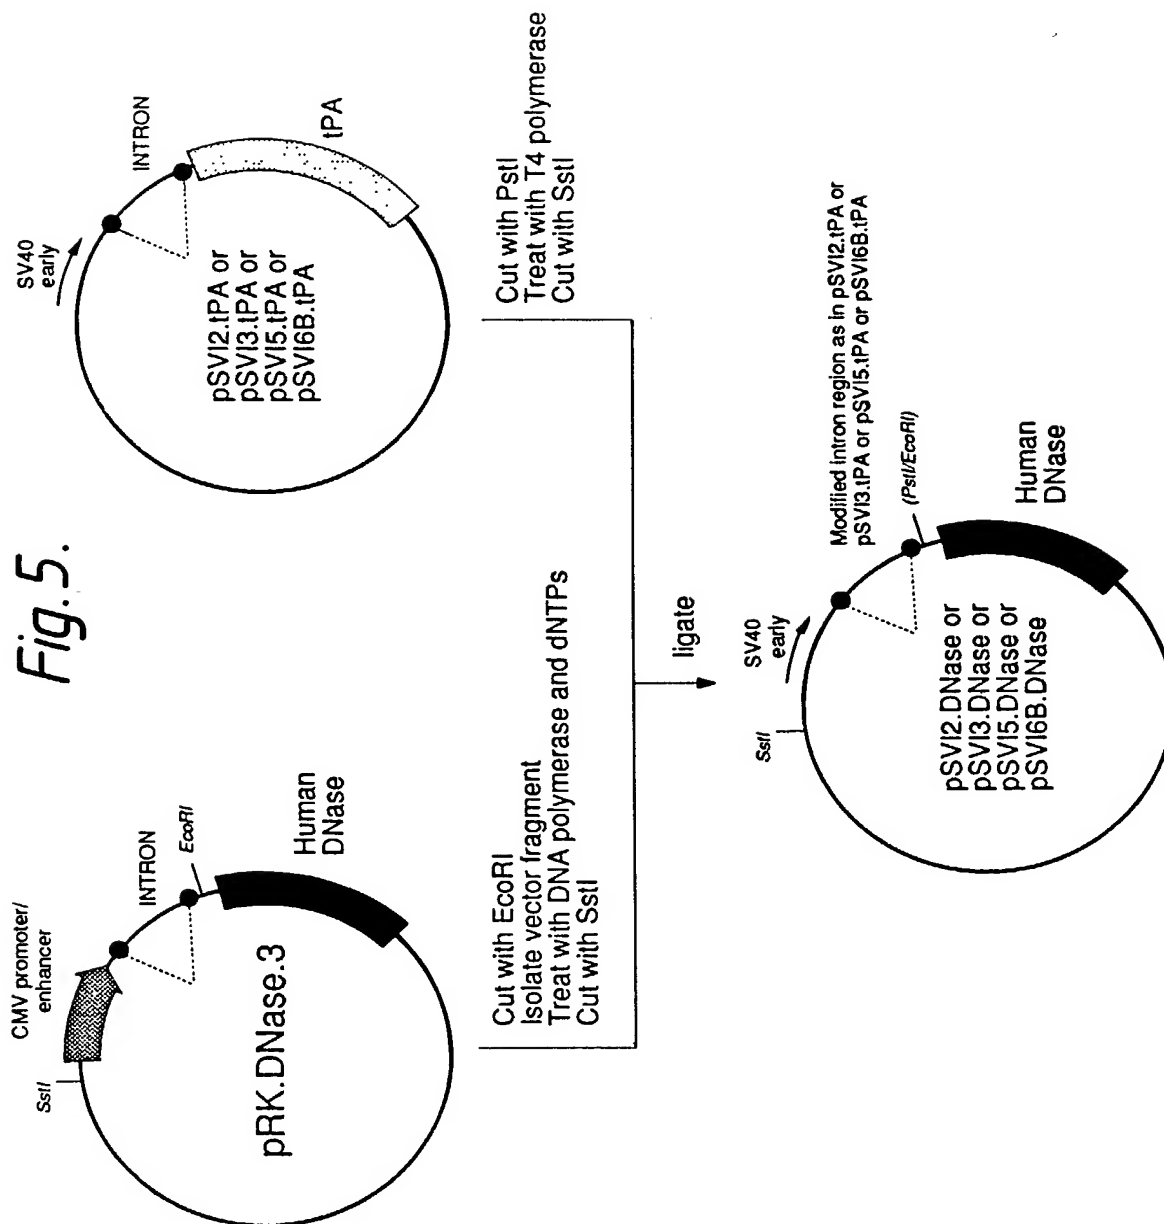 Fig. 5.
SstI
CMV promoter/
enhancer
INTRON
EcoRI
Human
DNase
pRK.DNase.3
Cut with EcoRI
Isolate vector fragment
Treat with DNA polymerase and dNTPs
Cut with SstI
SV40
early
INTRON
tPA
pSVI2.tPA or
pSVI3.tPA or
pSVI5.tPA or
pSVI6B.tPA
Cut with PstI
Treat with T4 polymerase
Cut with SstI
ligate
SstI
SV40
early
Modified intron region as in pSVI2.tPA or
pSVI3.tPA or pSVI5.tPA or pSVI6B.tPA
(PstI/EcoRI)
Human
DNase
pSVI2.DNase or
pSVI3.DNase or
pSVI5.DNase or
pSVI6B.DNase